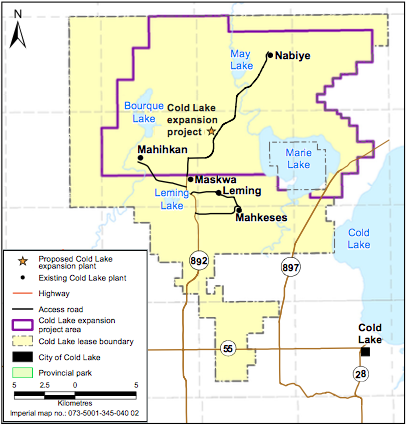 N
May
Lake
Nabiye
Bourque
Lake
Cold Lake
expansion
project
Mahihkan
Marie
Lake
Maskwa
Leming
Leming
Lake
Mahkeses
Cold
Lake
892
897
Proposed Cold Lake
expansion plant
Existing Cold Lake plant
Highway
Access road
Cold Lake expansion
project area
Cold Lake lease boundary
City of Cold Lake
Provincial park
5 2.5 0 5
Kilometres
Imperial map no.: 073-5001-345-040 02
55
Cold
Lake
28